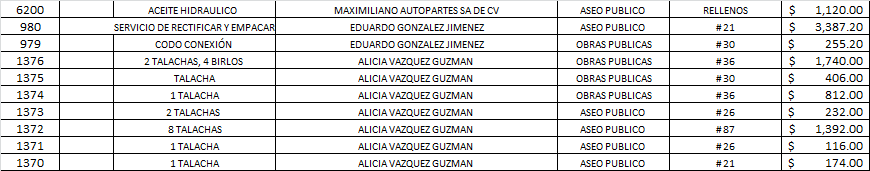 6200 ACEITE HIDRAULICO MAXIMILIANO AUTOPARTES SA DE CV ASEO PUBLICO RELLENOS $ 1,120.00
980 SERVICIO DE RECTIFICAR Y EMPACAR EDUARDO GONZALEZ JIMENEZ ASEO PUBLICO #21 $ 3,387.20
979 CODO CONEXIÓN EDUARDO GONZALEZ JIMENEZ OBRAS PUBLICAS #30 $ 255.20
1376 2 TALACHAS, 4 BIRLOS ALICIA VAZQUEZ GUZMAN OBRAS PUBLICAS #36 $ 1,740.00
1375 TALACHA ALICIA VAZQUEZ GUZMAN OBRAS PUBLICAS #30 $ 406.00
1374 1 TALACHA ALICIA VAZQUEZ GUZMAN OBRAS PUBLICAS #36 $ 812.00
1373 2 TALACHAS ALICIA VAZQUEZ GUZMAN ASEO PUBLICO #26 $ 232.00
1372 8 TALACHAS ALICIA VAZQUEZ GUZMAN ASEO PUBLICO #87 $ 1,392.00
1371 1 TALACHA ALICIA VAZQUEZ GUZMAN ASEO PUBLICO #26 $ 116.00
1370 1 TALACHA ALICIA VAZQUEZ GUZMAN ASEO PUBLICO #21 $ 174.00